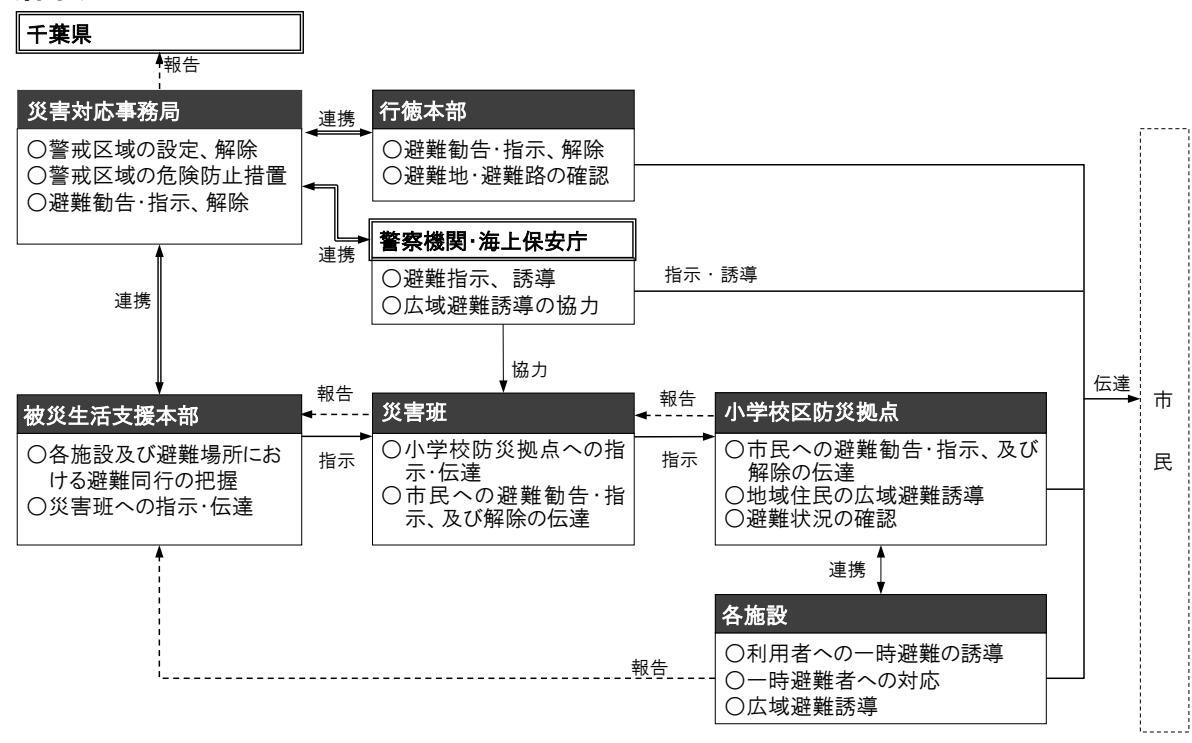 千葉県
報告
災害対応事務局
○警戒区域の設定、解除
○警戒区域の危険防止措置
○避難勧告・指示、解除
連携
行徳本部
○避難勧告・指示、解除
○避難地・避難路の確認
連携
警察機関・海上保安庁
○避難指示、誘導
○広域避難誘導の協力
指示・誘導
連携
協力
伝達
市
民
被災生活支援本部
○各施設及び避難場所にお
ける避難同行の把握
○災害班への指示・伝達
報告
指示
災害班
○小学校防災拠点への指
示・伝達
○市民への避難勧告・指
示、及び解除の伝達
報告
指示
小学校区防災拠点
○市民への避難勧告・指示、及び
解除の伝達
○地域住民の広域避難誘導
○避難状況の確認
連携
各施設
○利用者への一時避難の誘導
○一時避難者への対応
○広域避難誘導
報告